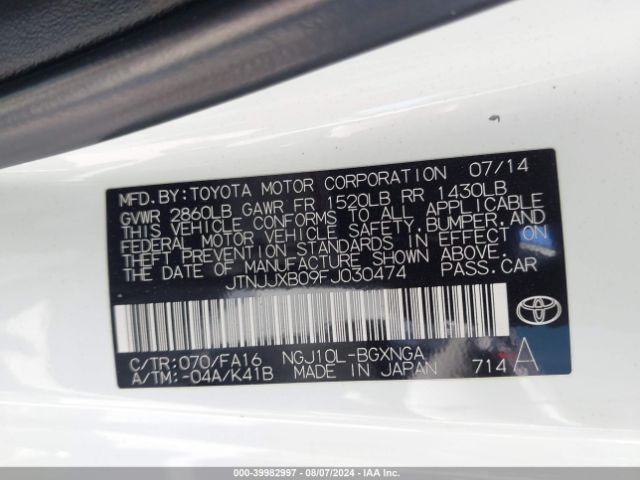 MFD. BY: TOYOTA MOTOR CORPORATION 07/14
GVWR 2860LB GAWR FR 1520LB RR 1430LB
THIS VEHICLE CONFORMS TO ALL APPLICABLE
FEDERAL MOTOR VEHICLE SAFETY, BUMPER, AND
THEFT PREVENTION STANDARDS IN EFFECT ON
THE DATE OF MANUFACTURE SHOWN ABOVE.
JTNJJXB09FJ030474 PASS.CAR
C/TR:070/FA16 NGJ10L-BGXNGA
A/TM:-04A/K41B MADE IN JAPAN 714 A
000-39982997 - 08/07/2024 - IAAI.COM